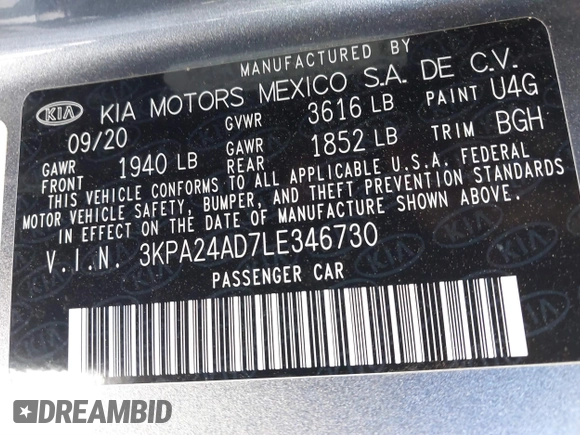 MANUFACTURED BY
KIA KIA MOTORS MEXICO S.A. DE C.V.
09/20 GVWR 3616 LB PAINT U4G
GAWR FRONT 1940 LB GAWR REAR 1852 LB TRIM BGH
THIS VEHICLE CONFORMS TO ALL APPLICABLE U.S.A. FEDERAL
MOTOR VEHICLE SAFETY, BUMPER, AND THEFT PREVENTION STANDARDS
IN EFFECT ON THE DATE OF MANUFACTURE SHOWN ABOVE.
V.I.N. 3KPA24AD7LE346730
PASSENGER CAR
DREAMBID